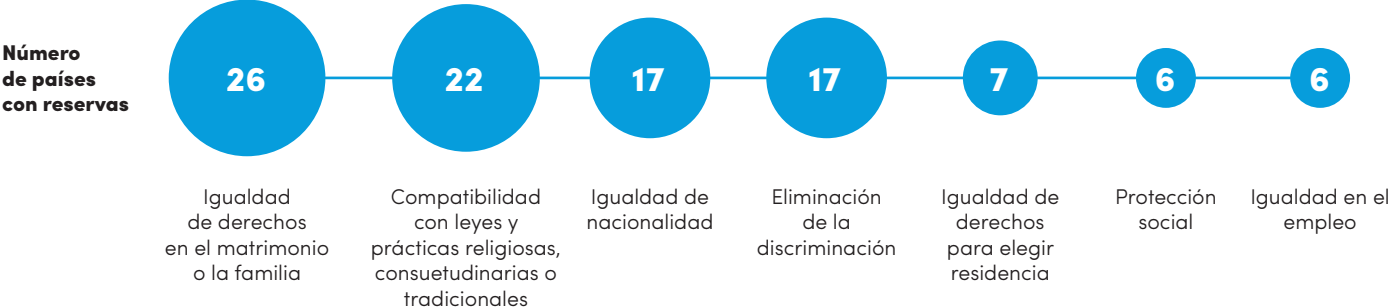 Número
de países
con reservas
26
22
17
17
7
6
6
Igualdad
de derechos
en el matrimonio
o la familia
Compatibilidad
con leyes y
prácticas religiosas,
consuetudinarias o
tradicionales
Igualdad de
nacionalidad
Eliminación
de la
discriminación
Igualdad de
derechos
para elegir
residencia
Protección
social
Igualdad en el
empleo